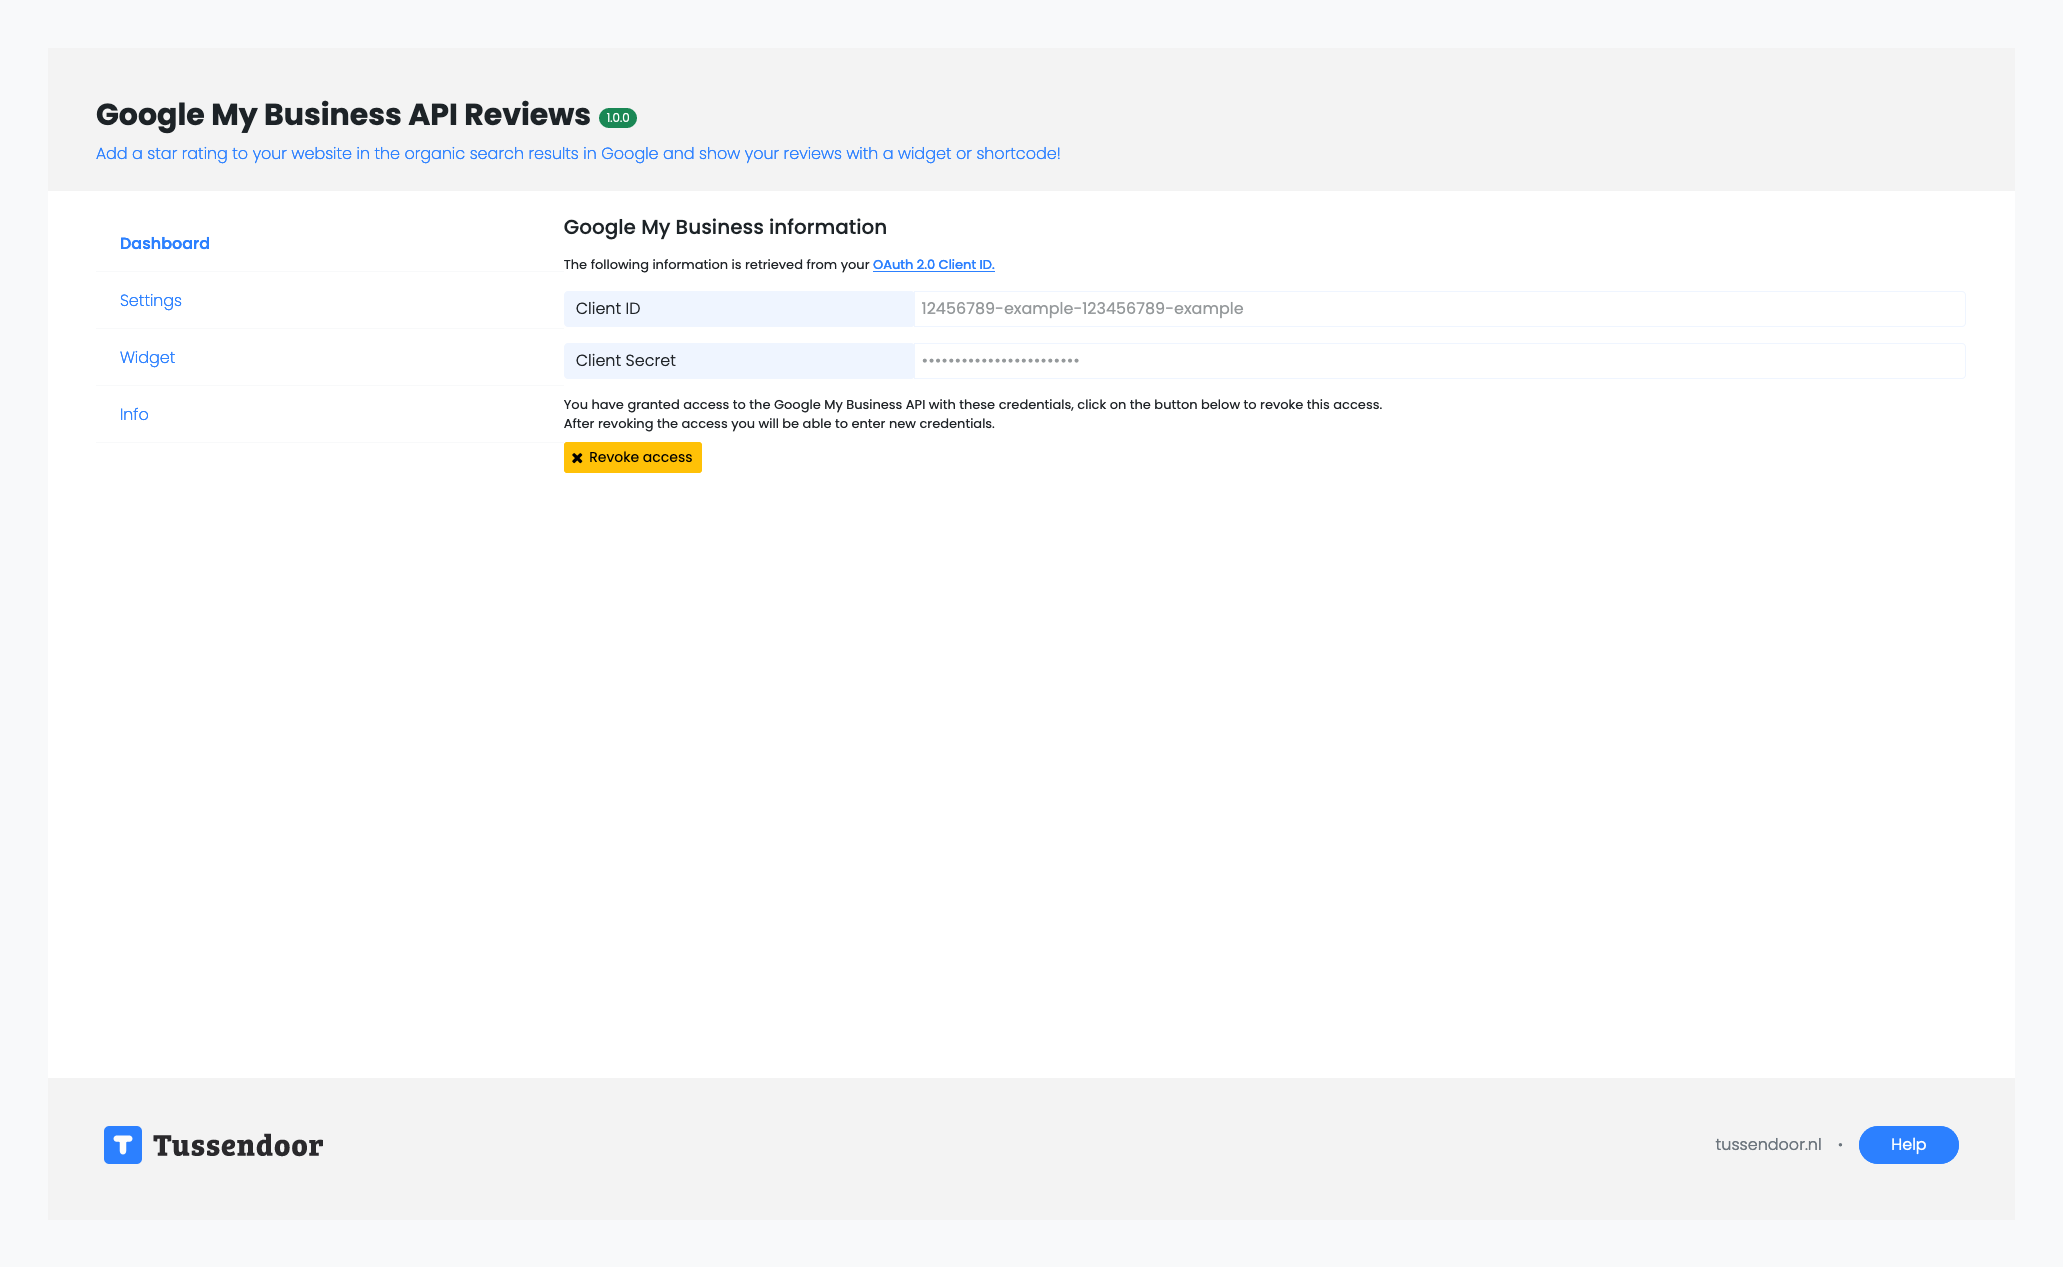 Google My Business API Reviews 1.0.0
Add a star rating to your website in the organic search results in Google and show your reviews with a widget or shortcode!
Dashboard
Settings
Widget
Info
Google My Business information
The following information is retrieved from your OAuth 2.0 Client ID.
Client ID 12456789-example-123456789-example
Client Secret ••••••••••••••••••••••••
You have granted access to the Google My Business API with these credentials, click on the button below to revoke this access.
After revoking the access you will be able to enter new credentials.
✖ Revoke access
T Tussendoor
tussendoor.nl • Help